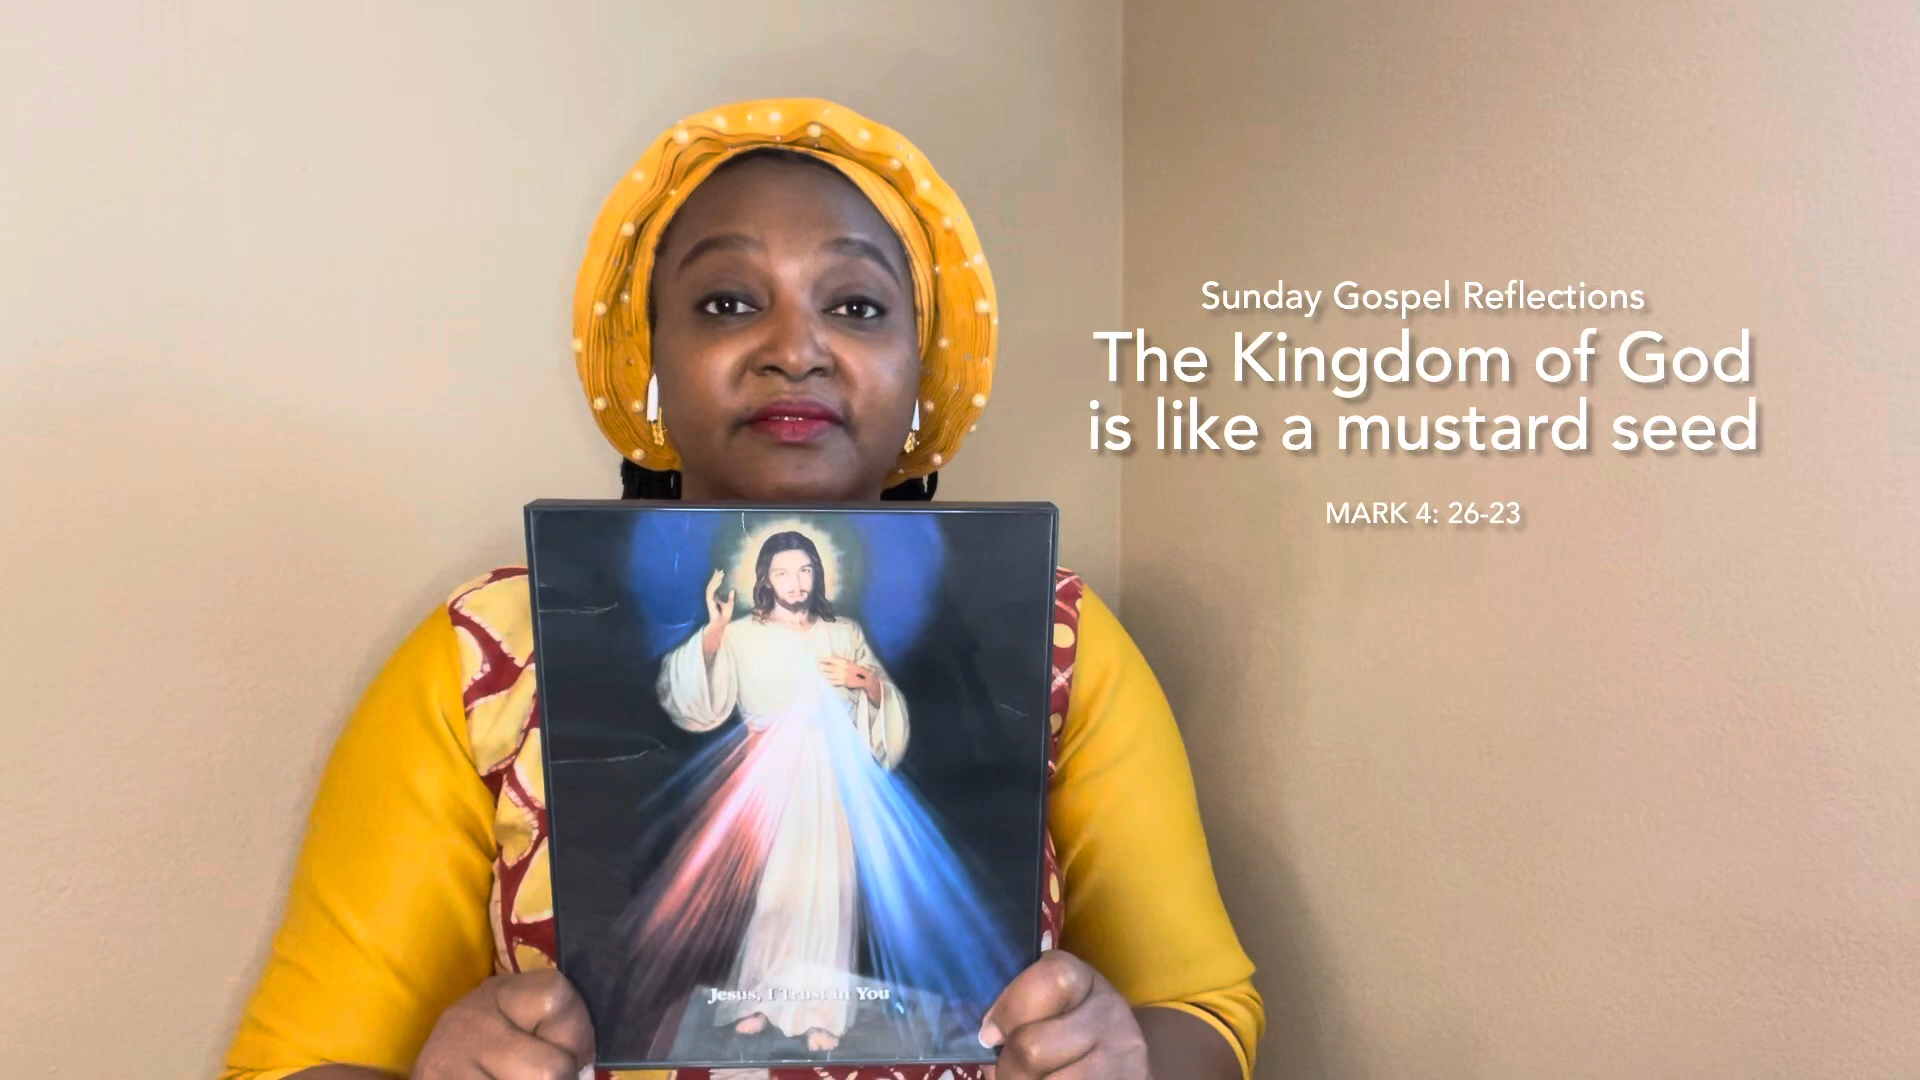 Sunday Gospel Reflections
The Kingdom of God
is like a mustard seed
MARK 4: 26-23
Jesus, I Trust in You